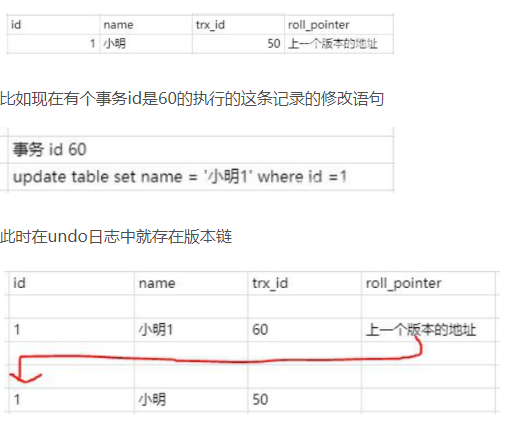 id name trx_id roll_pointer
1 小明 50 上一个版本的地址
比如现在有个事务id是60的执行的这条记录的修改语句
事务 id 60
update table set name = '小明1' where id =1
此时在undo日志中就存在版本链
id name trx_id roll_pointer
1 小明1 60 上一个版本的地址
1 小明 50